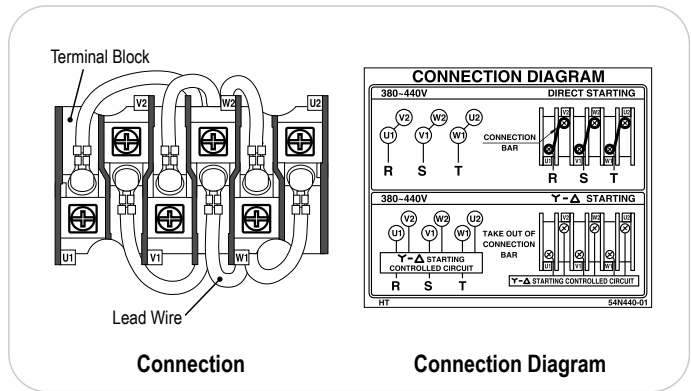 Terminal Block
V2
W2
U2
U1
V1
W1
Lead Wire
Connection
CONNECTION DIAGRAM
380~440V DIRECT STARTING
V2 W2 U2
U1 V1 W1
CONNECTION
BAR
R S T
V2 W2 U2
U1 V1 W1
R S T
380~440V Y-Δ STARTING
V2 W2 U2
U1 V1 W1
Y-Δ STARTING
CONTROLLED CIRCUIT
R S T
TAKE OUT OF
CONNECTION
BAR
V2 W2 U2
U1 V1 W1
Y-Δ STARTING CONTROLLED CIRCUIT
HT 54N440-01
Connection Diagram